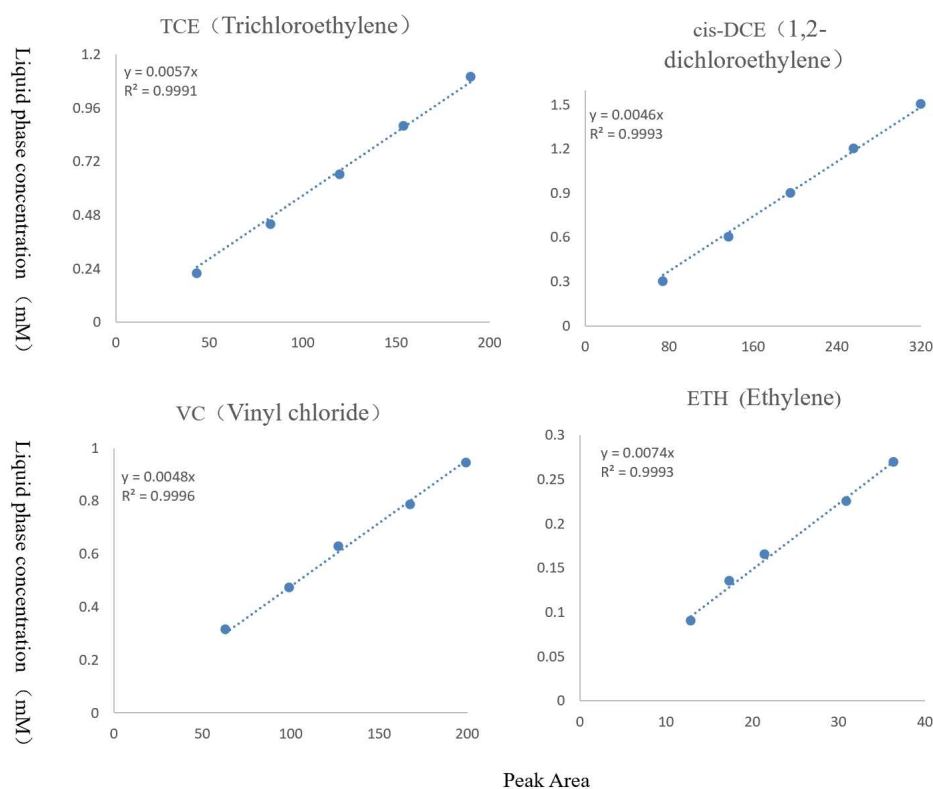 TCE（Trichloroethylene）
Liquid phase concentration （mM）
y = 0.0057x
R² = 0.9991
1.2
0.96
0.72
0.48
0.24
0
0 50 100 150 200
cis-DCE（1,2-
dichloroethylene）
y = 0.0046x
R² = 0.9993
1.5
1.2
0.9
0.6
0.3
0
0 80 160 240 320
VC（Vinyl chloride）
Liquid phase concentration （mM）
y = 0.0048x
R² = 0.9996
1
0.8
0.6
0.4
0.2
0
0 50 100 150 200
ETH (Ethylene)
y = 0.0074x
R² = 0.9993
0.3
0.25
0.2
0.15
0.1
0.05
0
0 10 20 30 40
Peak Area